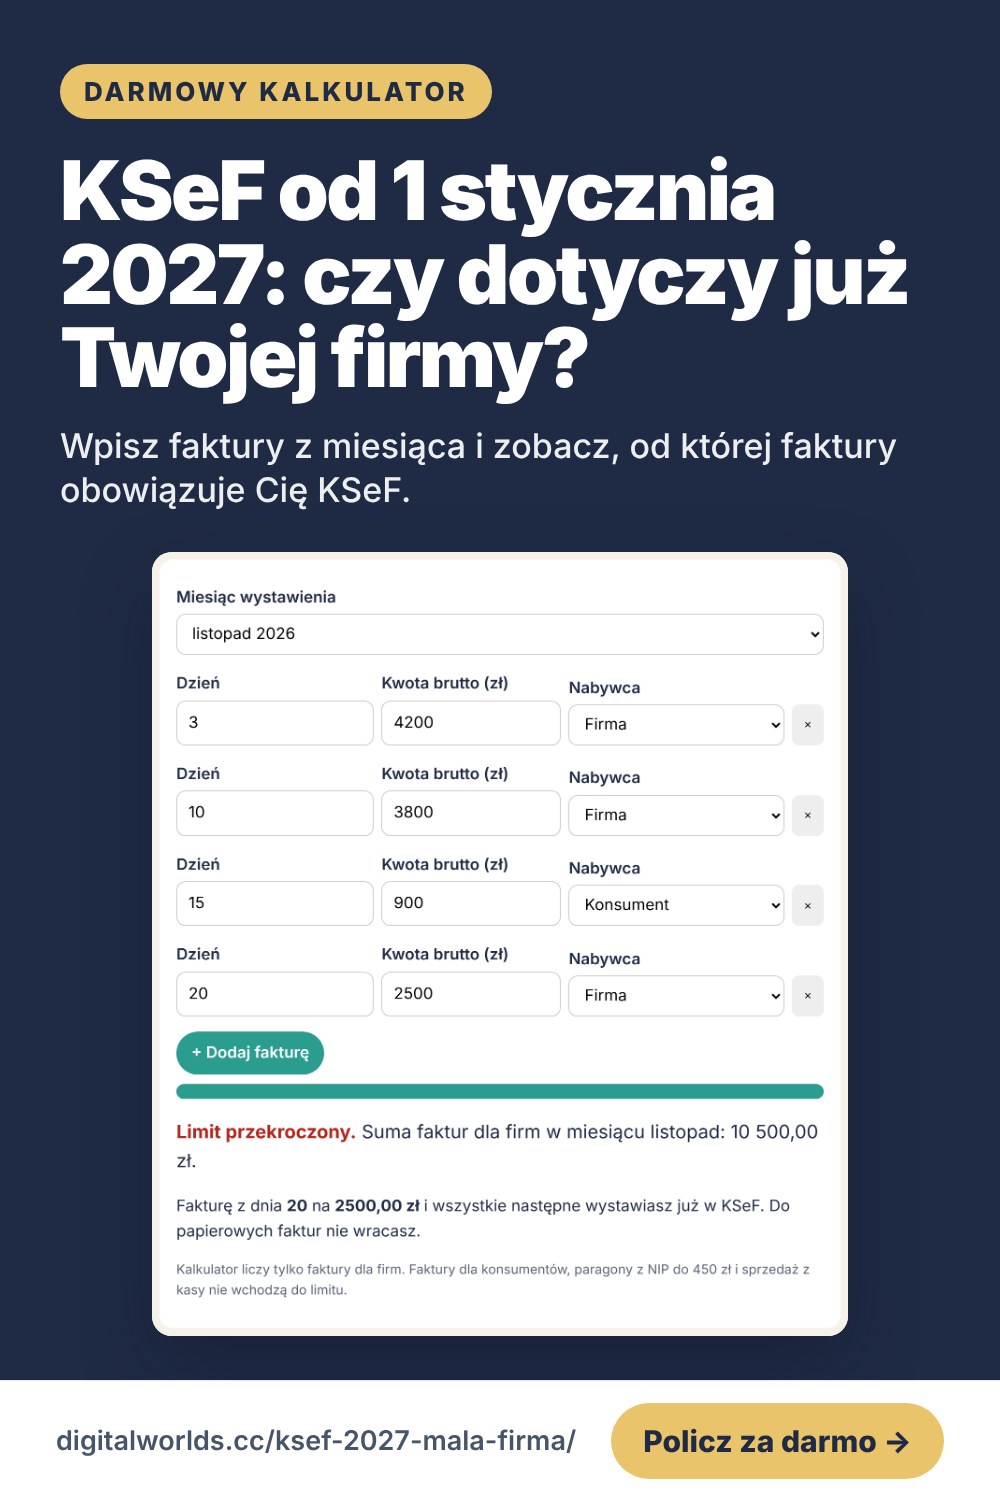 DARMOWY KALKULATOR
KSeF od 1 stycznia
2027: czy dotyczy już
Twojej firmy?
Wpisz faktury z miesiąca i zobacz, od której faktury
obowiązuje Cię KSeF.
Miesiąc wystawienia
listopad 2026
Dzień Kwota brutto (zł) Nabywca
3 4200 Firma ×
Dzień Kwota brutto (zł) Nabywca
10 3800 Firma ×
Dzień Kwota brutto (zł) Nabywca
15 900 Konsument ×
Dzień Kwota brutto (zł) Nabywca
20 2500 Firma ×
+ Dodaj fakturę
Limit przekroczony. Suma faktur dla firm w miesiącu listopad: 10 500,00
zł.
Fakturę z dnia 20 na 2500,00 zł i wszystkie następne wystawiasz już w KSeF. Do
papierowych faktur nie wracasz.
Kalkulator liczy tylko faktury dla firm. Faktury dla konsumentów, paragony z NIP do 450 zł i sprzedaż z
kasy nie wchodzą do limitu.
digitalworlds.cc/ksef-2027-mala-firma/
Policz za darmo →